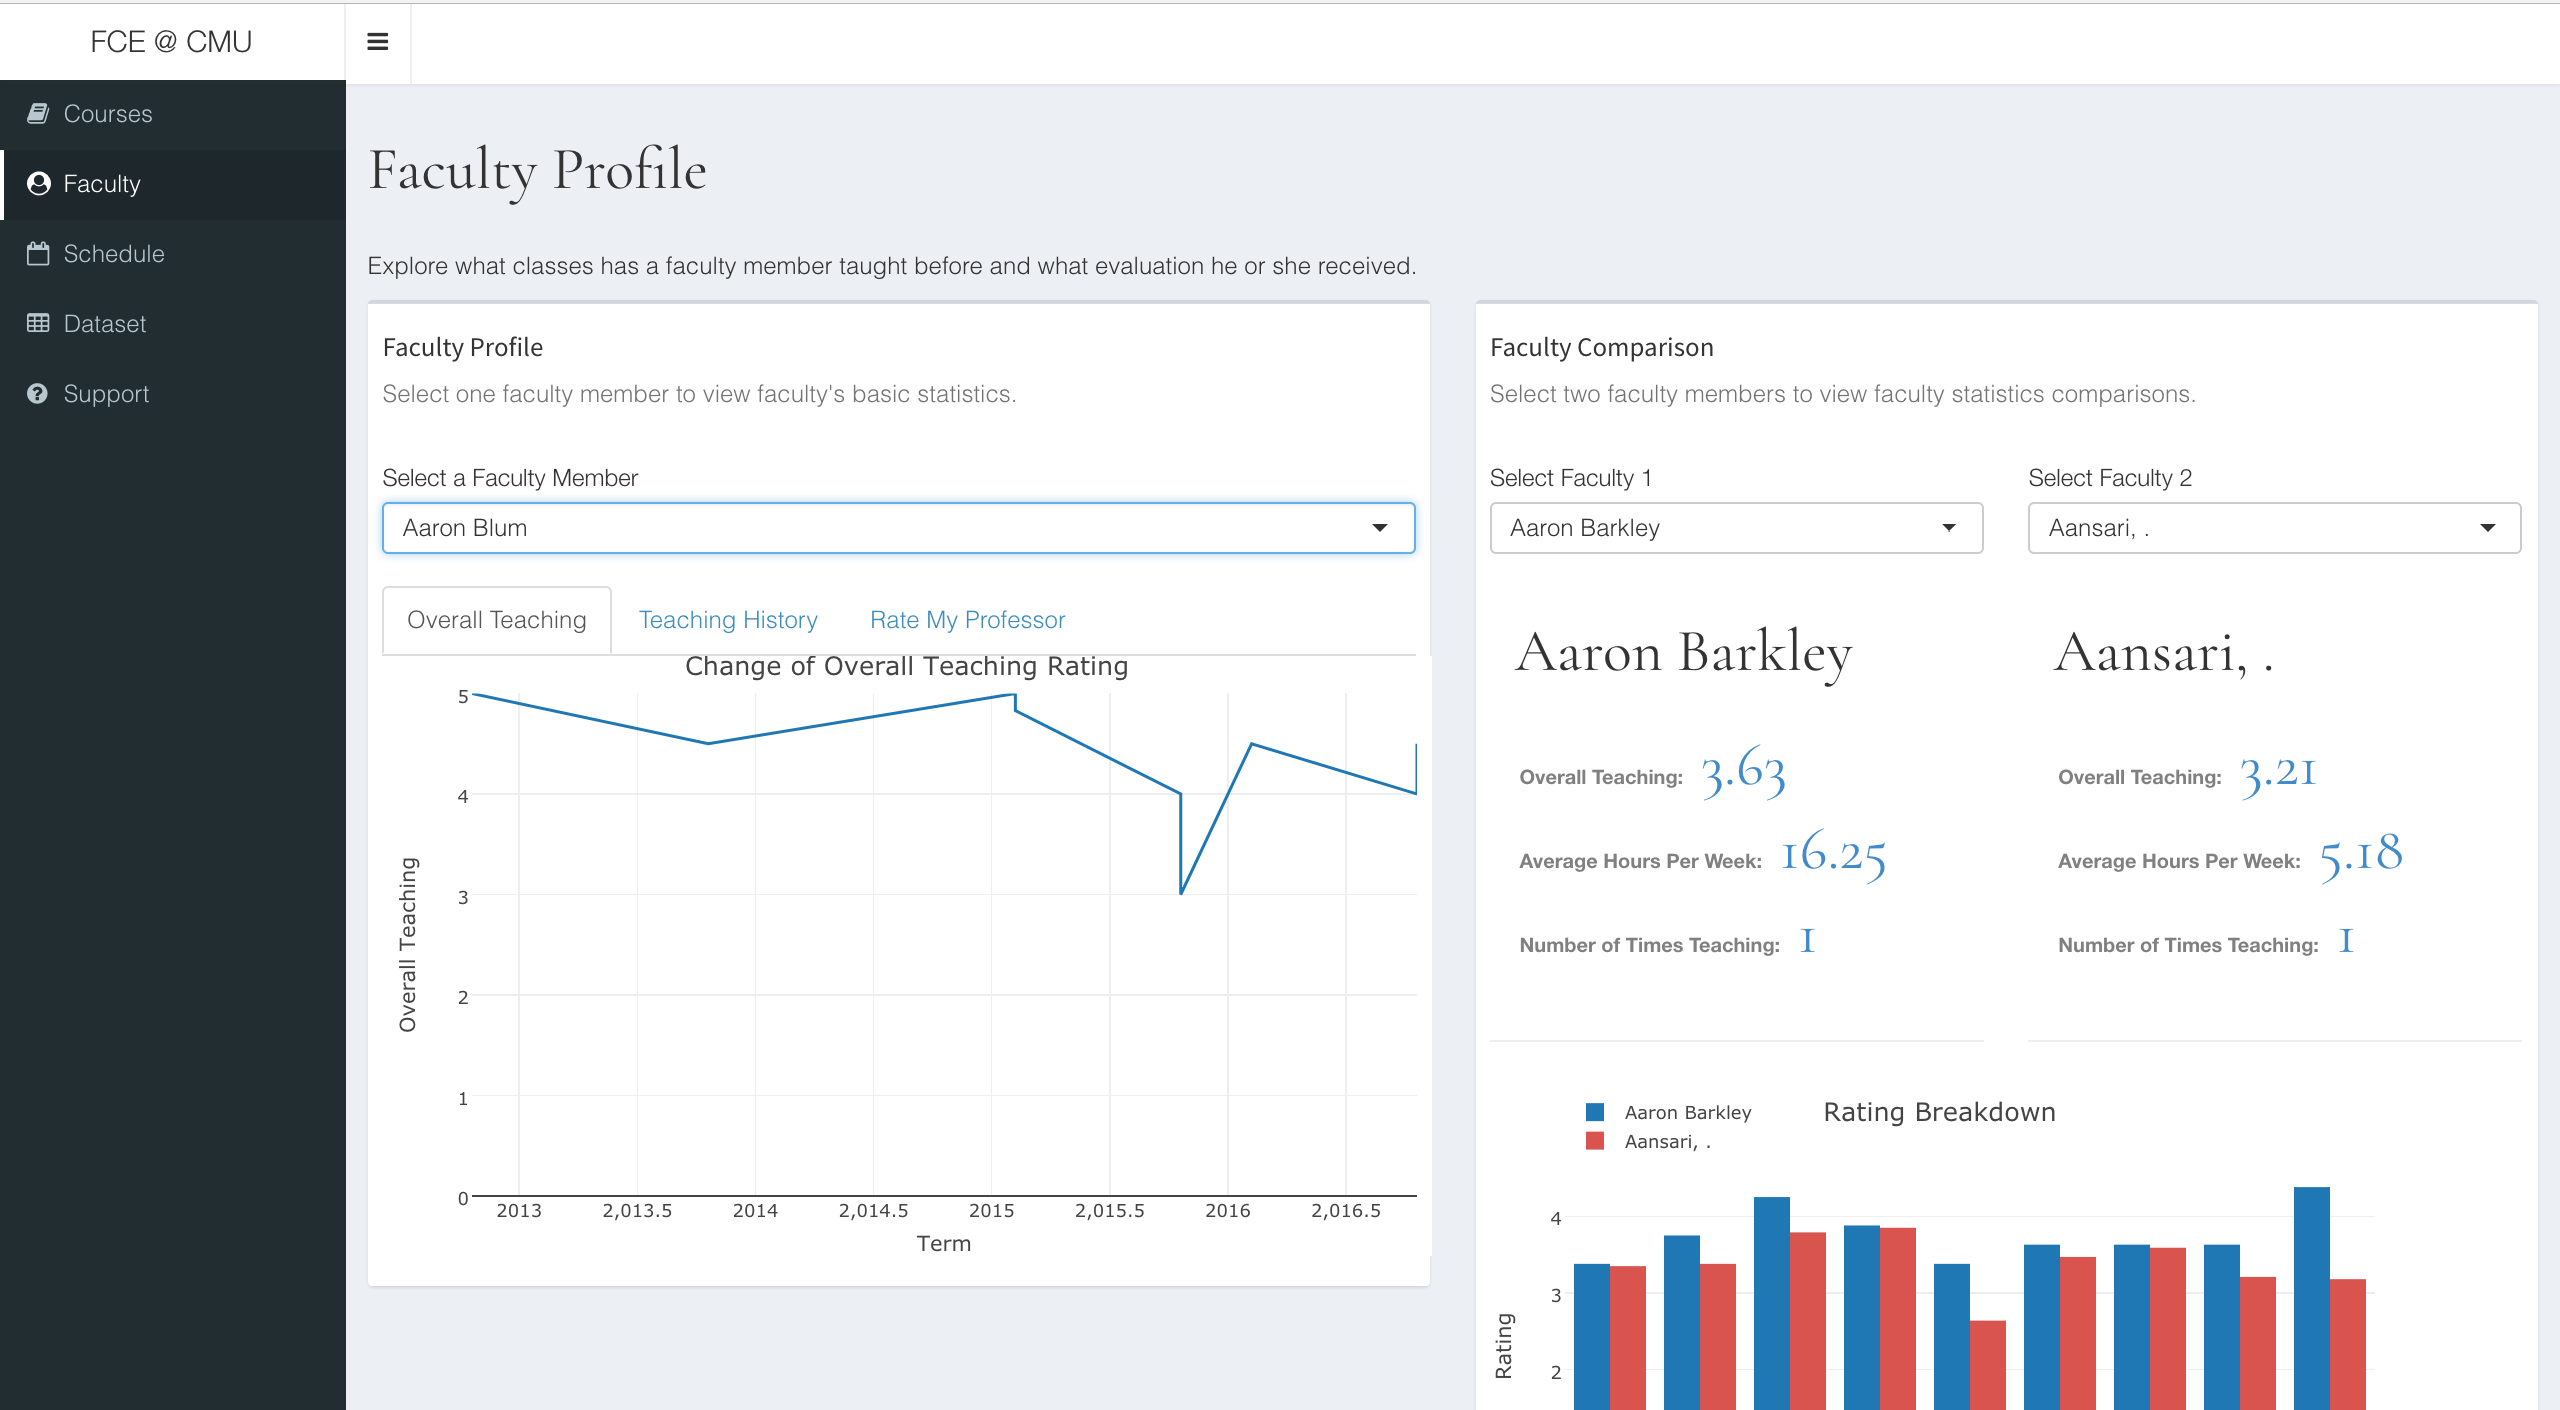 FCE @ CMU
Courses
Faculty
Schedule
Dataset
Support
Faculty Profile
Explore what classes has a faculty member taught before and what evaluation he or she received.
Faculty Profile
Select one faculty member to view faculty's basic statistics.
Select a Faculty Member
Aaron Blum
Overall Teaching Teaching History Rate My Professor
Change of Overall Teaching Rating
5
4
3
2
1
0
Overall Teaching
2013 2,013.5 2014 2,014.5 2015 2,015.5 2016 2,016.5
Term
Faculty Comparison
Select two faculty members to view faculty statistics comparisons.
Select Faculty 1 Select Faculty 2
Aaron Barkley Aansari, .
Aaron Barkley
Overall Teaching: 3.63
Average Hours Per Week: 16.25
Number of Times Teaching: 1
Aansari, .
Overall Teaching: 3.21
Average Hours Per Week: 5.18
Number of Times Teaching: 1
Rating Breakdown
Aaron Barkley
Aansari, .
4
3
2
Rating